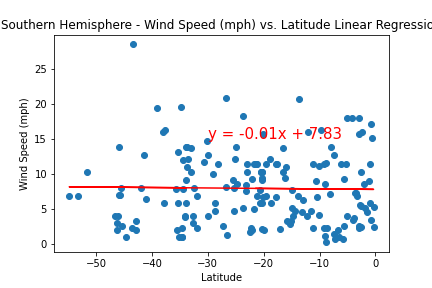 Southern Hemisphere - Wind Speed (mph) vs. Latitude Linear Regressio
25
20
15
10
5
0
Wind Speed (mph)
y = -0.01x + 7.83
−50 −40 −30 −20 −10 0
Latitude